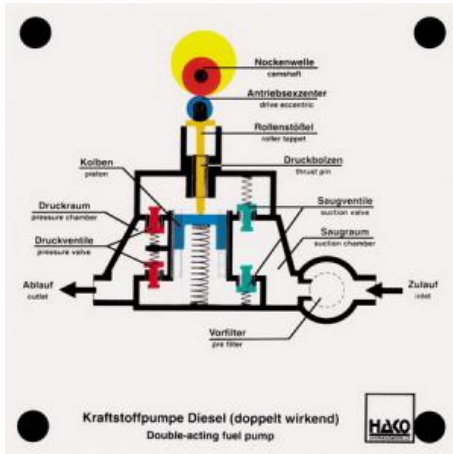 Nockenwelle
camshaft
Antriebsexzenter
drive eccentric
Rollenstößel
roller tappet
Kolben
piston
Druckbolzen
thrust pin
Druckraum
pressure chamber
Saugventile
suction valve
Druckventile
pressure valve
Saugraum
suction chamber
Ablauf
outlet
Zulauf
inlet
Vorfilter
pre filter
Kraftstoffpumpe Diesel (doppelt wirkend)
Double-acting fuel pump
HAKO